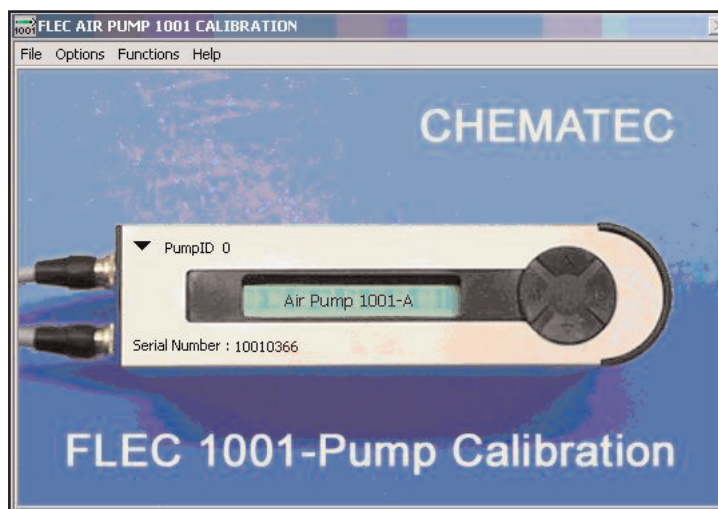 1001 FLEC AIR PUMP 1001 CALIBRATION
File Options Functions Help
CHEMATEC
PumpID 0
Air Pump 1001-A
Serial Number : 10010366
FLEC 1001-Pump Calibration